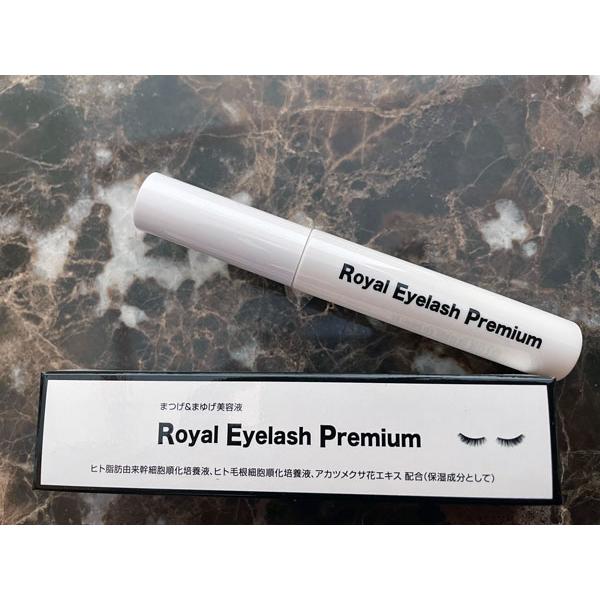 Royal Eyelash Premium
まつげ&まゆげ美容液
Royal Eyelash Premium
ヒト脂肪由来幹細胞順化培養液、ヒト毛根細胞順化培養液、アカツメクサ花エキス 配合(保湿成分として)